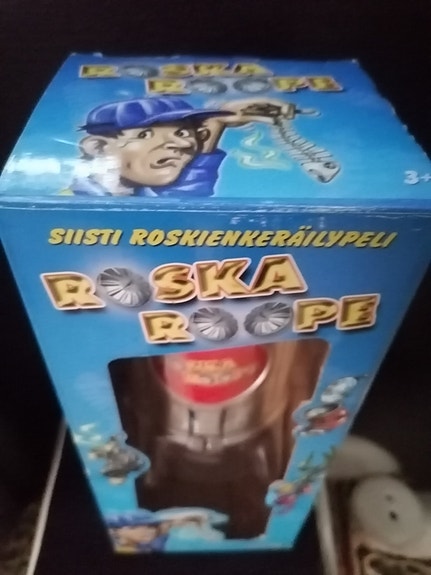 ROSKA
ROOPE
3+
SIISTI ROSKIENKERÄILYPELI
ROSKA
ROOPE